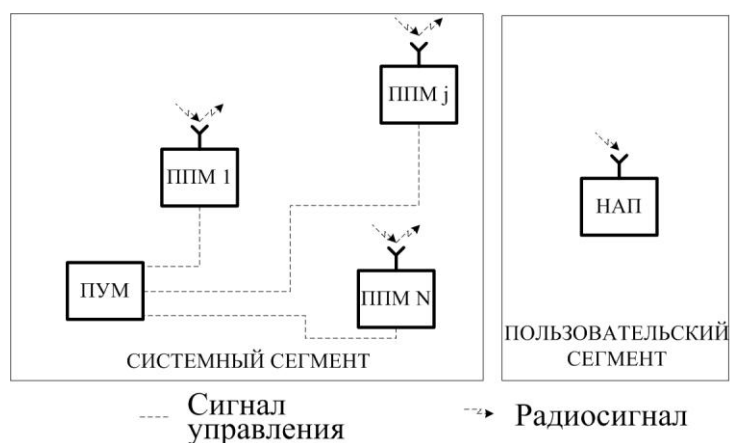 ППМ j
ППМ 1
НАП
ПУМ
ППМ N
СИСТЕМНЫЙ СЕГМЕНТ
ПОЛЬЗОВАТЕЛЬСКИЙ
СЕГМЕНТ
Сигнал
управления
Радиосигнал